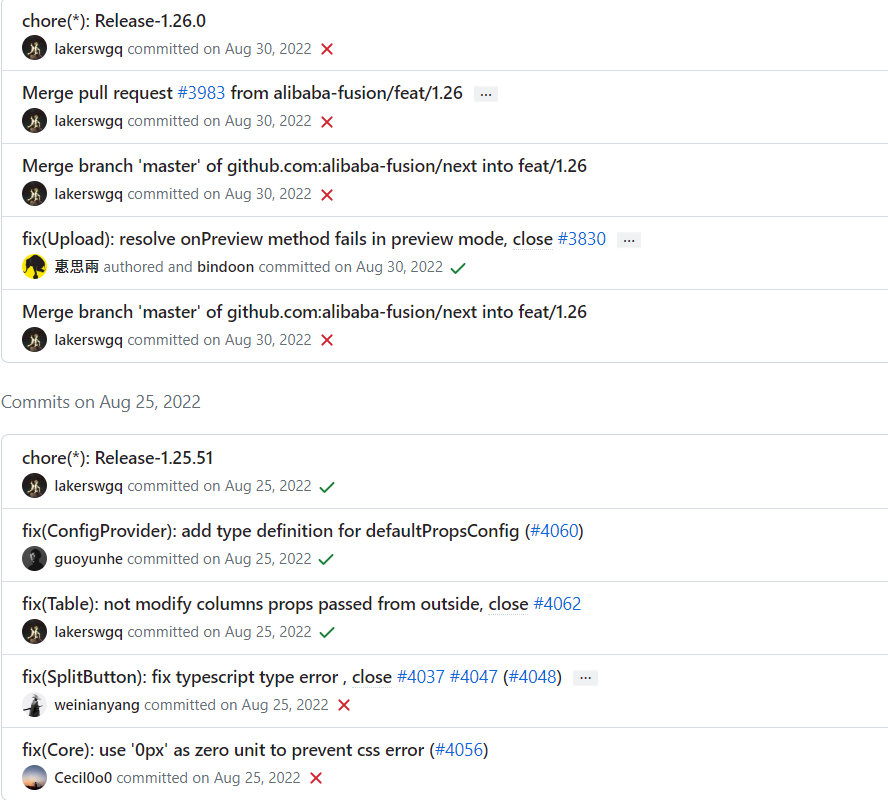 chore(*): Release-1.26.0
lakerswgq committed on Aug 30, 2022
Merge pull request #3983 from alibaba-fusion/feat/1.26 ...
lakerswgq committed on Aug 30, 2022
Merge branch 'master' of github.com:alibaba-fusion/next into feat/1.26
lakerswgq committed on Aug 30, 2022
fix(Upload): resolve onPreview method fails in preview mode, close #3830 ...
惠思雨 authored and bindoon committed on Aug 30, 2022
Merge branch 'master' of github.com:alibaba-fusion/next into feat/1.26
lakerswgq committed on Aug 30, 2022
Commits on Aug 25, 2022
chore(*): Release-1.25.51
lakerswgq committed on Aug 25, 2022
fix(ConfigProvider): add type definition for defaultPropsConfig (#4060)
guoyunhe committed on Aug 25, 2022
fix(Table): not modify columns props passed from outside, close #4062
lakerswgq committed on Aug 25, 2022
fix(SplitButton): fix typescript type error , close #4037 #4047 (#4048) ...
weinianyang committed on Aug 25, 2022
fix(Core): use '0px' as zero unit to prevent css error (#4056)
Cecil0o0 committed on Aug 25, 2022